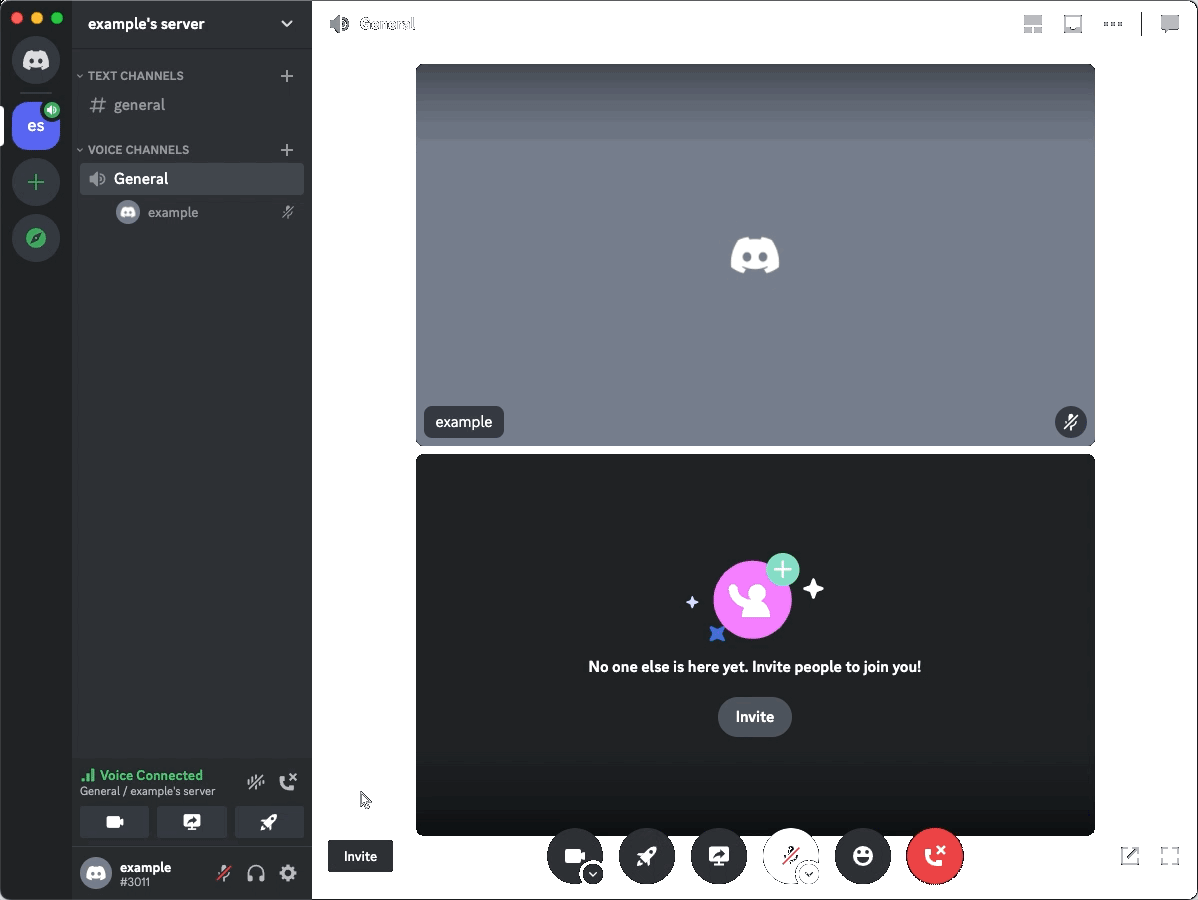 example's server
General
TEXT CHANNELS
general
es
VOICE CHANNELS
General
example
example
No one else is here yet. Invite people to join you!
Invite
Voice Connected
General / example's server
Invite
example
#3011